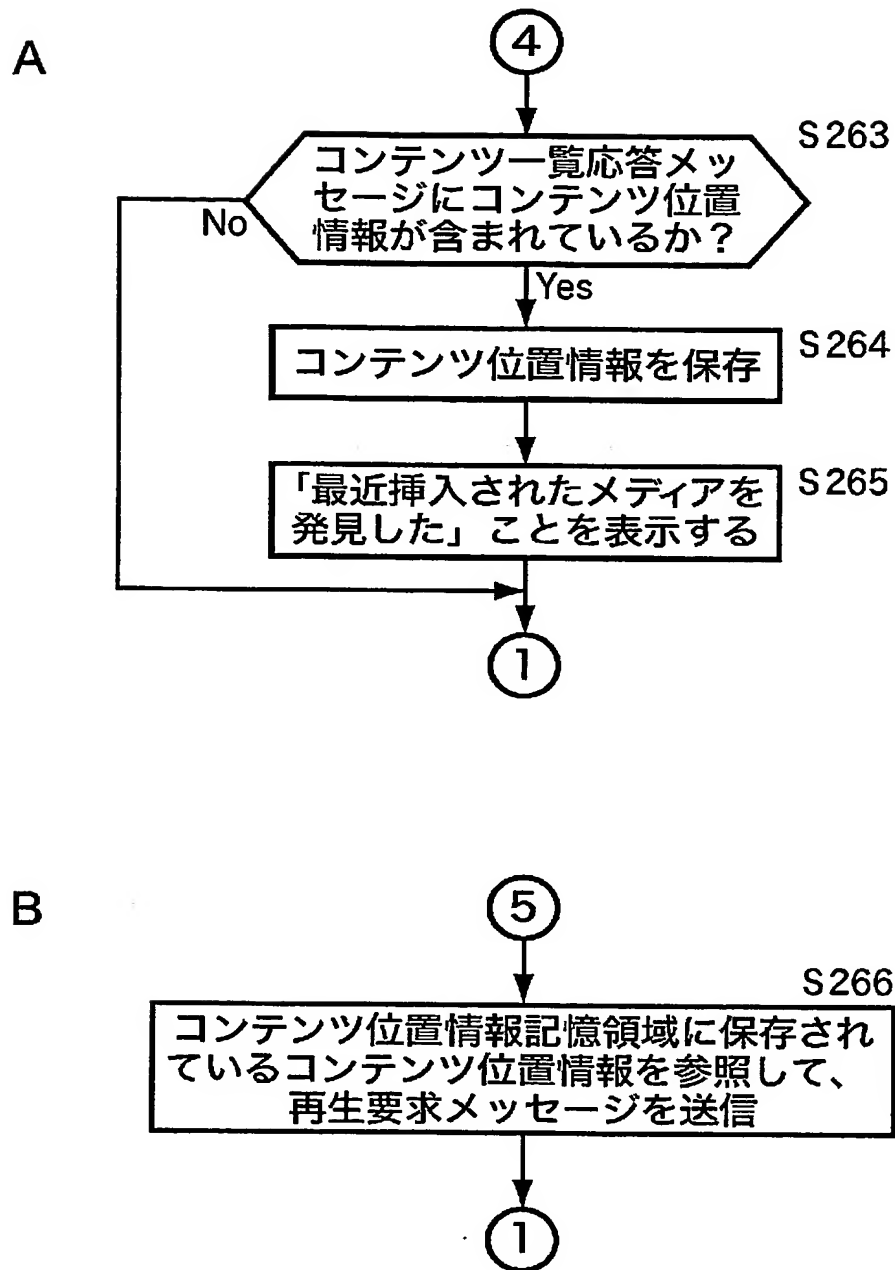 A
4
S263
コンテンツ一覧応答メッ
セージにコンテンツ位置
情報が含まれているか？
No
Yes
S264
コンテンツ位置情報を保存
S265
「最近挿入されたメディアを
発見した」ことを表示する
1
B
5
S266
コンテンツ位置情報記憶領域に保存され
ているコンテンツ位置情報を参照して、
再生要求メッセージを送信
1